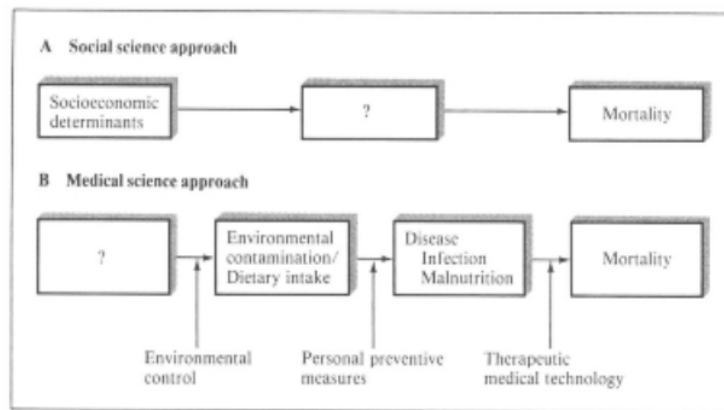 A Social science approach
Socioeconomic
determinants
?
Mortality
B Medical science approach
?
Environmental
contamination/
Dietary intake
Disease
Infection
Malnutrition
Mortality
Environmental
control
Personal preventive
measures
Therapeutic
medical technology